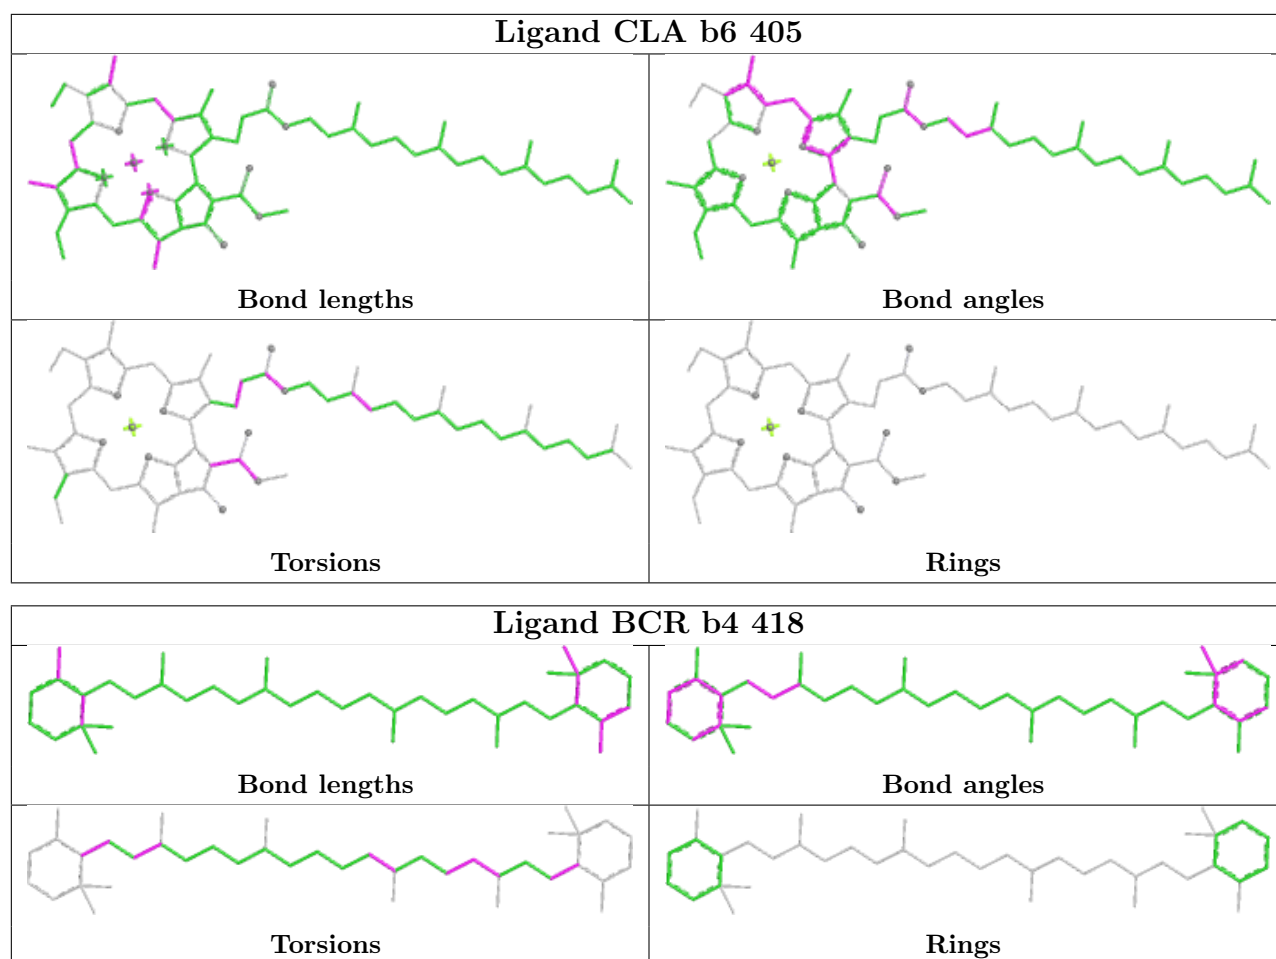 Ligand CLA b6 405
Bond lengths
Bond angles
Torsions
Rings
Ligand BCR b4 418
Bond lengths
Bond angles
Torsions
Rings